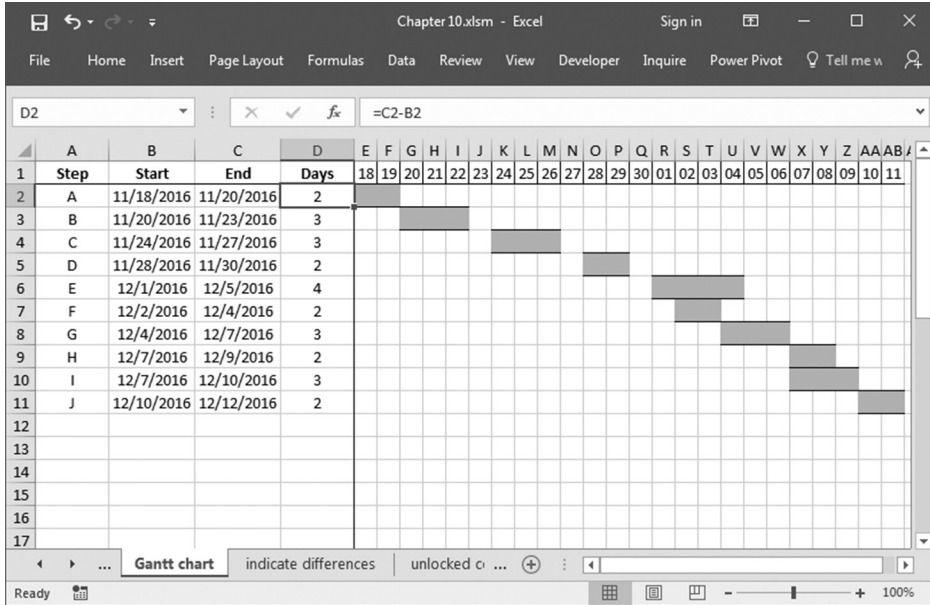 Chapter 10.xlsm - Excel Sign in
File Home Insert Page Layout Formulas Data Review View Developer Inquire Power Pivot Tell me w
D2 fx =C2-B2
A B C D E F G H I J K L M N O P Q R S T U V W X Y Z AA AB
1 Step Start End Days 18 19 20 21 22 23 24 25 26 27 28 29 30 01 02 03 04 05 06 07 08 09 10 11
2 A 11/18/2016 11/20/2016 2
3 B 11/20/2016 11/23/2016 3
4 C 11/24/2016 11/27/2016 3
5 D 11/28/2016 11/30/2016 2
6 E 12/1/2016 12/5/2016 4
7 F 12/2/2016 12/4/2016 2
8 G 12/4/2016 12/7/2016 3
9 H 12/7/2016 12/9/2016 2
10 I 12/7/2016 12/10/2016 3
11 J 12/10/2016 12/12/2016 2
12
13
14
15
16
17
... Gantt chart indicate differences unlocked c ...
Ready 100%